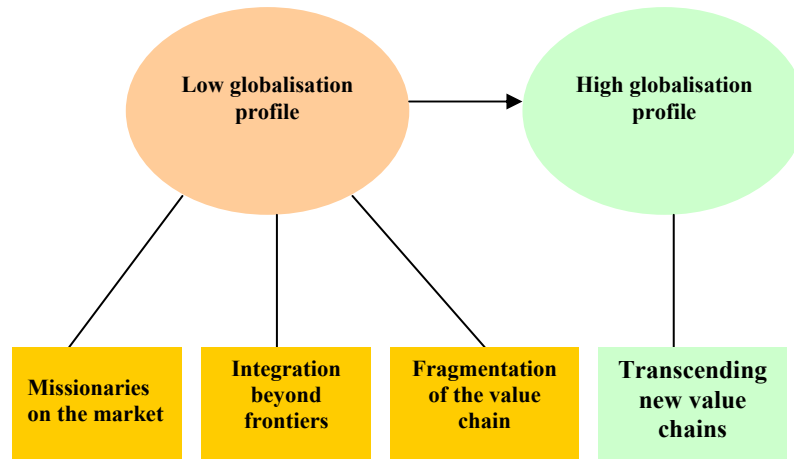 Low globalisation
profile
High globalisation
profile
Missionaries
on the market
Integration
beyond
frontiers
Fragmentation
of the value
chain
Transcending
new value
chains